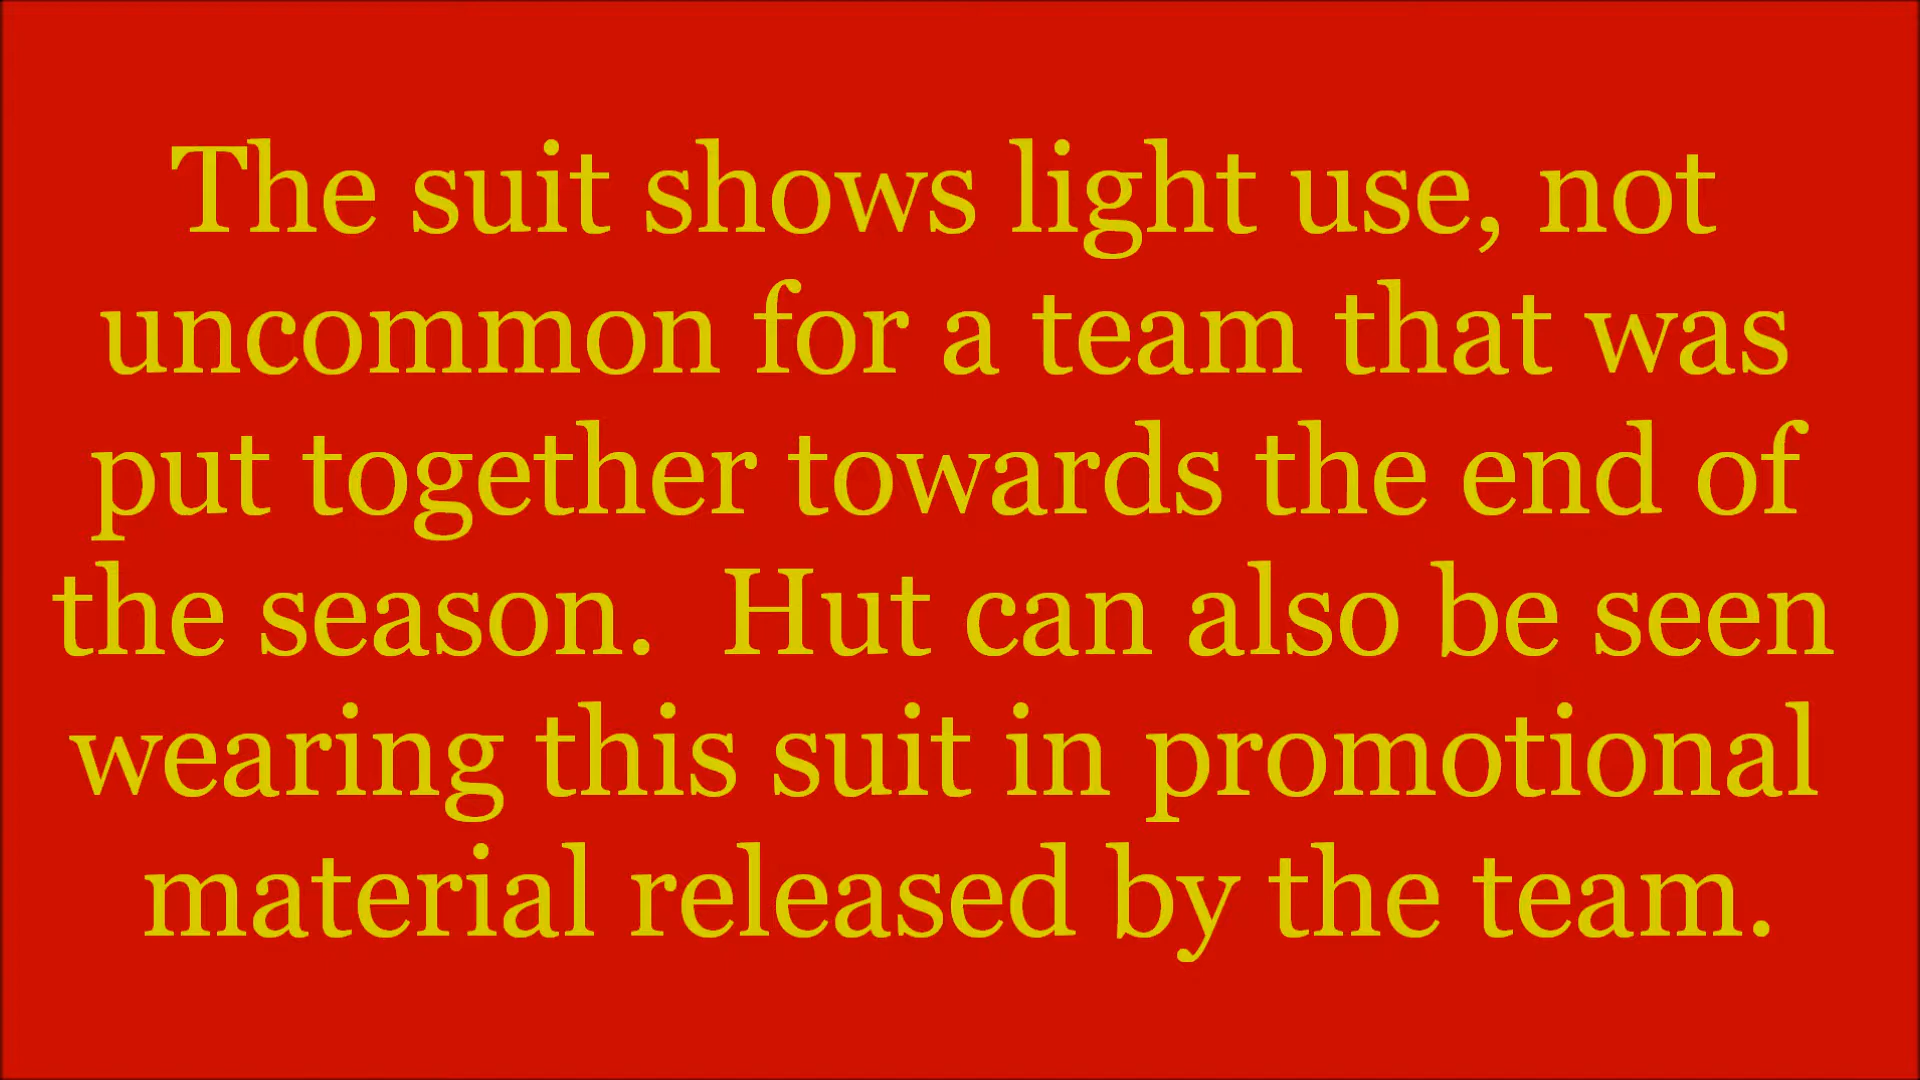 The suit shows light use, not
uncommon for a team that was
put together towards the end of
the season.  Hut can also be seen
wearing this suit in promotional
material released by the team.